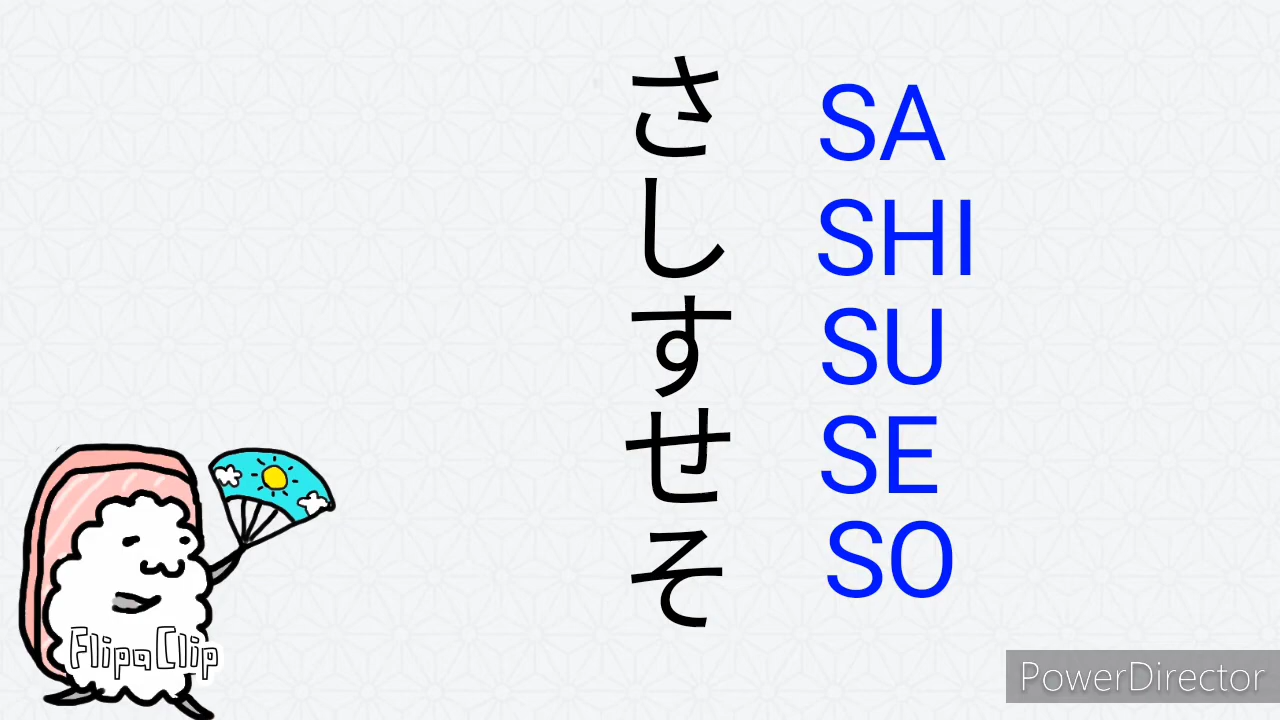 さ SA
し SHI
す SU
せ SE
そ SO
FlipaClip
PowerDirector